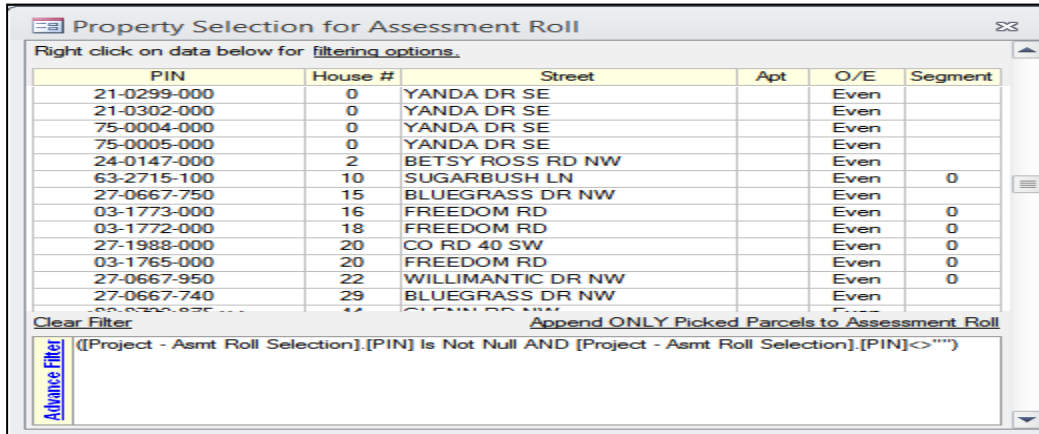 Property Selection for Assessment Roll
Right click on data below for filtering options.
PIN House # Street Apt O/E Segment
21-0299-000 0 YANDA DR SE Even
21-0302-000 0 YANDA DR SE Even
75-0004-000 0 YANDA DR SE Even
75-0005-000 0 YANDA DR SE Even
24-0147-000 2 BETSY ROSS RD NW Even
63-2715-100 10 SUGARBUSH LN Even 0
27-0667-750 15 BLUEGRASS DR NW Even
03-1773-000 16 FREEDOM RD Even 0
03-1772-000 18 FREEDOM RD Even 0
27-1988-000 20 CO RD 40 SW Even 0
03-1765-000 20 FREEDOM RD Even 0
27-0667-950 22 WILLIMANTIC DR NW Even 0
27-0667-740 29 BLUEGRASS DR NW Even
Clear Filter Append ONLY Picked Parcels to Assessment Roll
Advance Filter
([Project - Asmt Roll Selection].[PIN] Is Not Null AND [Project - Asmt Roll Selection].[PIN]<>"")